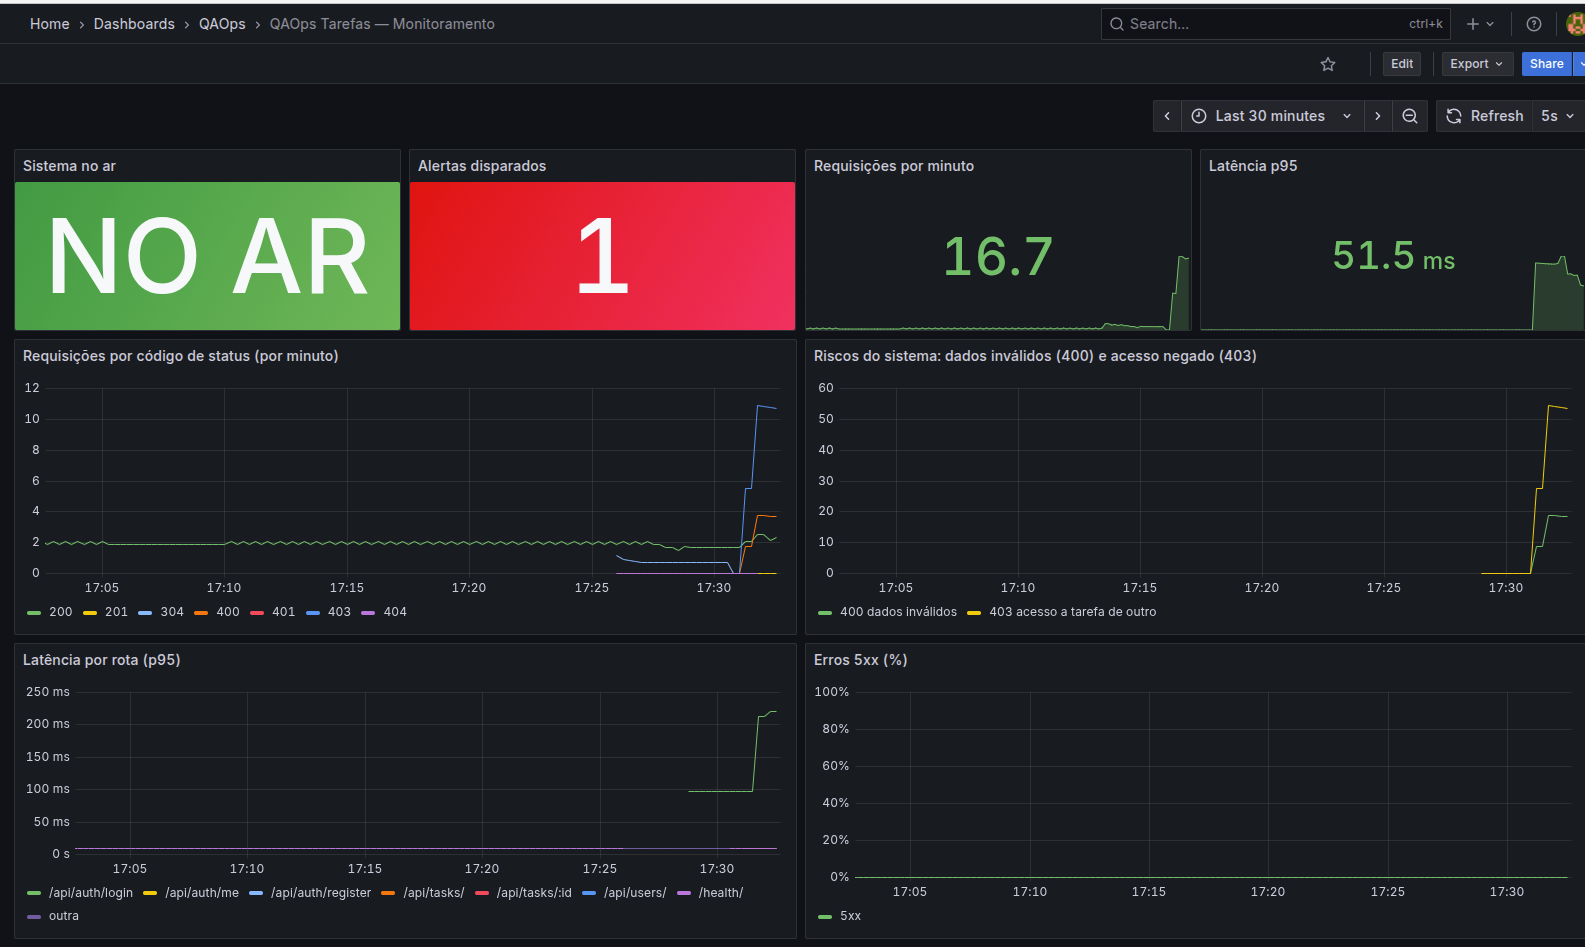 Home › Dashboards › QAOps › QAOps Tarefas — Monitoramento
Search... ctrl+k
Edit Export Share
Last 30 minutes Refresh 5s
Sistema no ar
NO AR
Alertas disparados
1
Requisições por minuto
16.7
Latência p95
51.5 ms
Requisições por código de status (por minuto)
12
10
8
6
4
2
0
17:05 17:10 17:15 17:20 17:25 17:30
200 201 304 400 401 403 404
Riscos do sistema: dados inválidos (400) e acesso negado (403)
60
50
40
30
20
10
0
17:05 17:10 17:15 17:20 17:25 17:30
400 dados inválidos 403 acesso a tarefa de outro
Latência por rota (p95)
250 ms
200 ms
150 ms
100 ms
50 ms
0 s
17:05 17:10 17:15 17:20 17:25 17:30
/api/auth/login /api/auth/me /api/auth/register /api/tasks/ /api/tasks/:id /api/users/ /health/
outra
Erros 5xx (%)
100%
80%
60%
40%
20%
0%
17:05 17:10 17:15 17:20 17:25 17:30
5xx